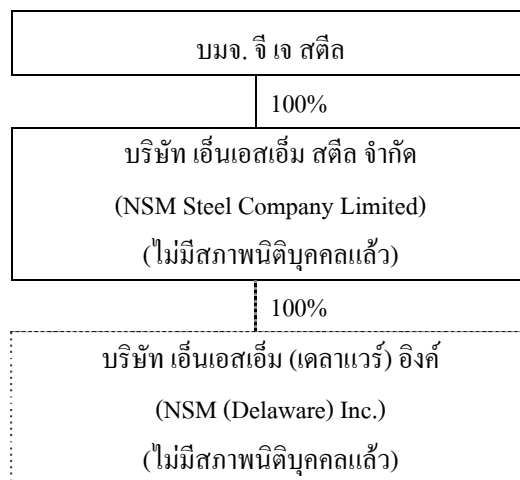 บมจ. จี เจ สตีล
100%
บริษัท เอ็นเอสเอ็ม สตีล จำกัด
(NSM Steel Company Limited)
(ไม่มีสภาพนิติบุคคลแล้ว)
100%
บริษัท เอ็นเอสเอ็ม (เดลาแวร์) อิงค์
(NSM (Delaware) Inc.)
(ไม่มีสภาพนิติบุคคลแล้ว)